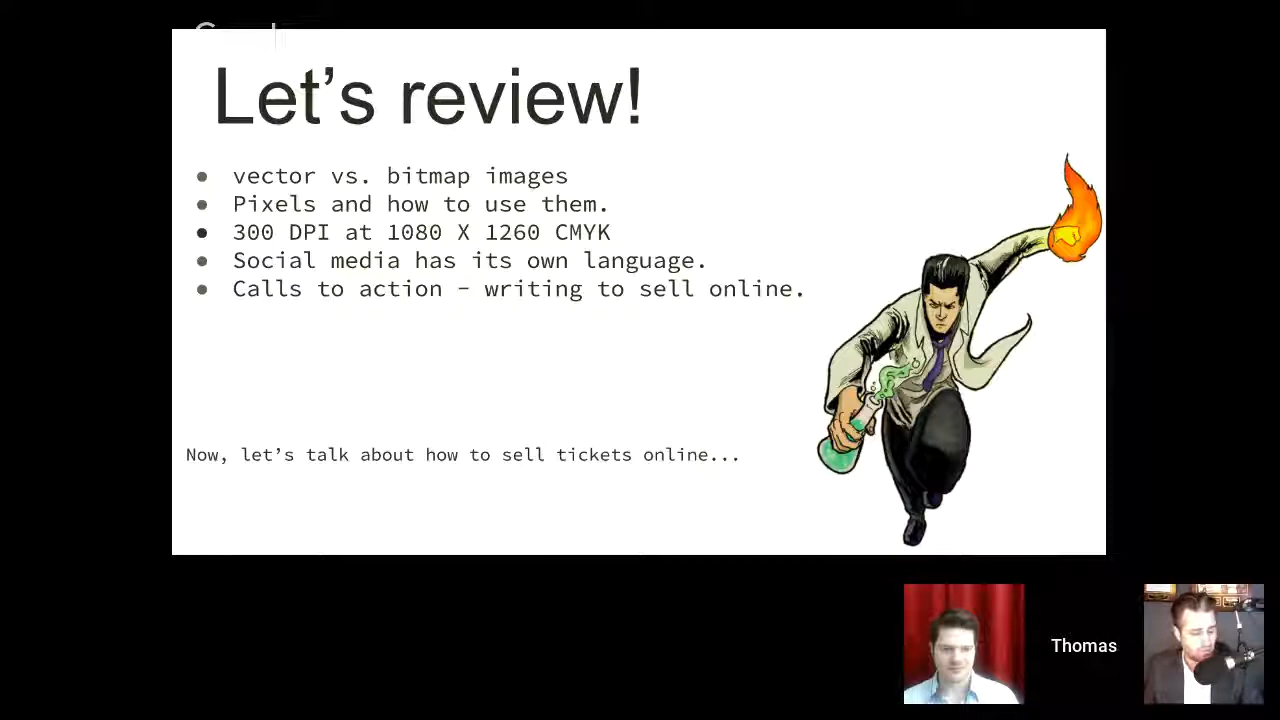 Let’s review!
● vector vs. bitmap images
● Pixels and how to use them.
● 300 DPI at 1080 X 1260 CMYK
● Social media has its own language.
● Calls to action – writing to sell online.
Now, let’s talk about how to sell tickets online...
Thomas